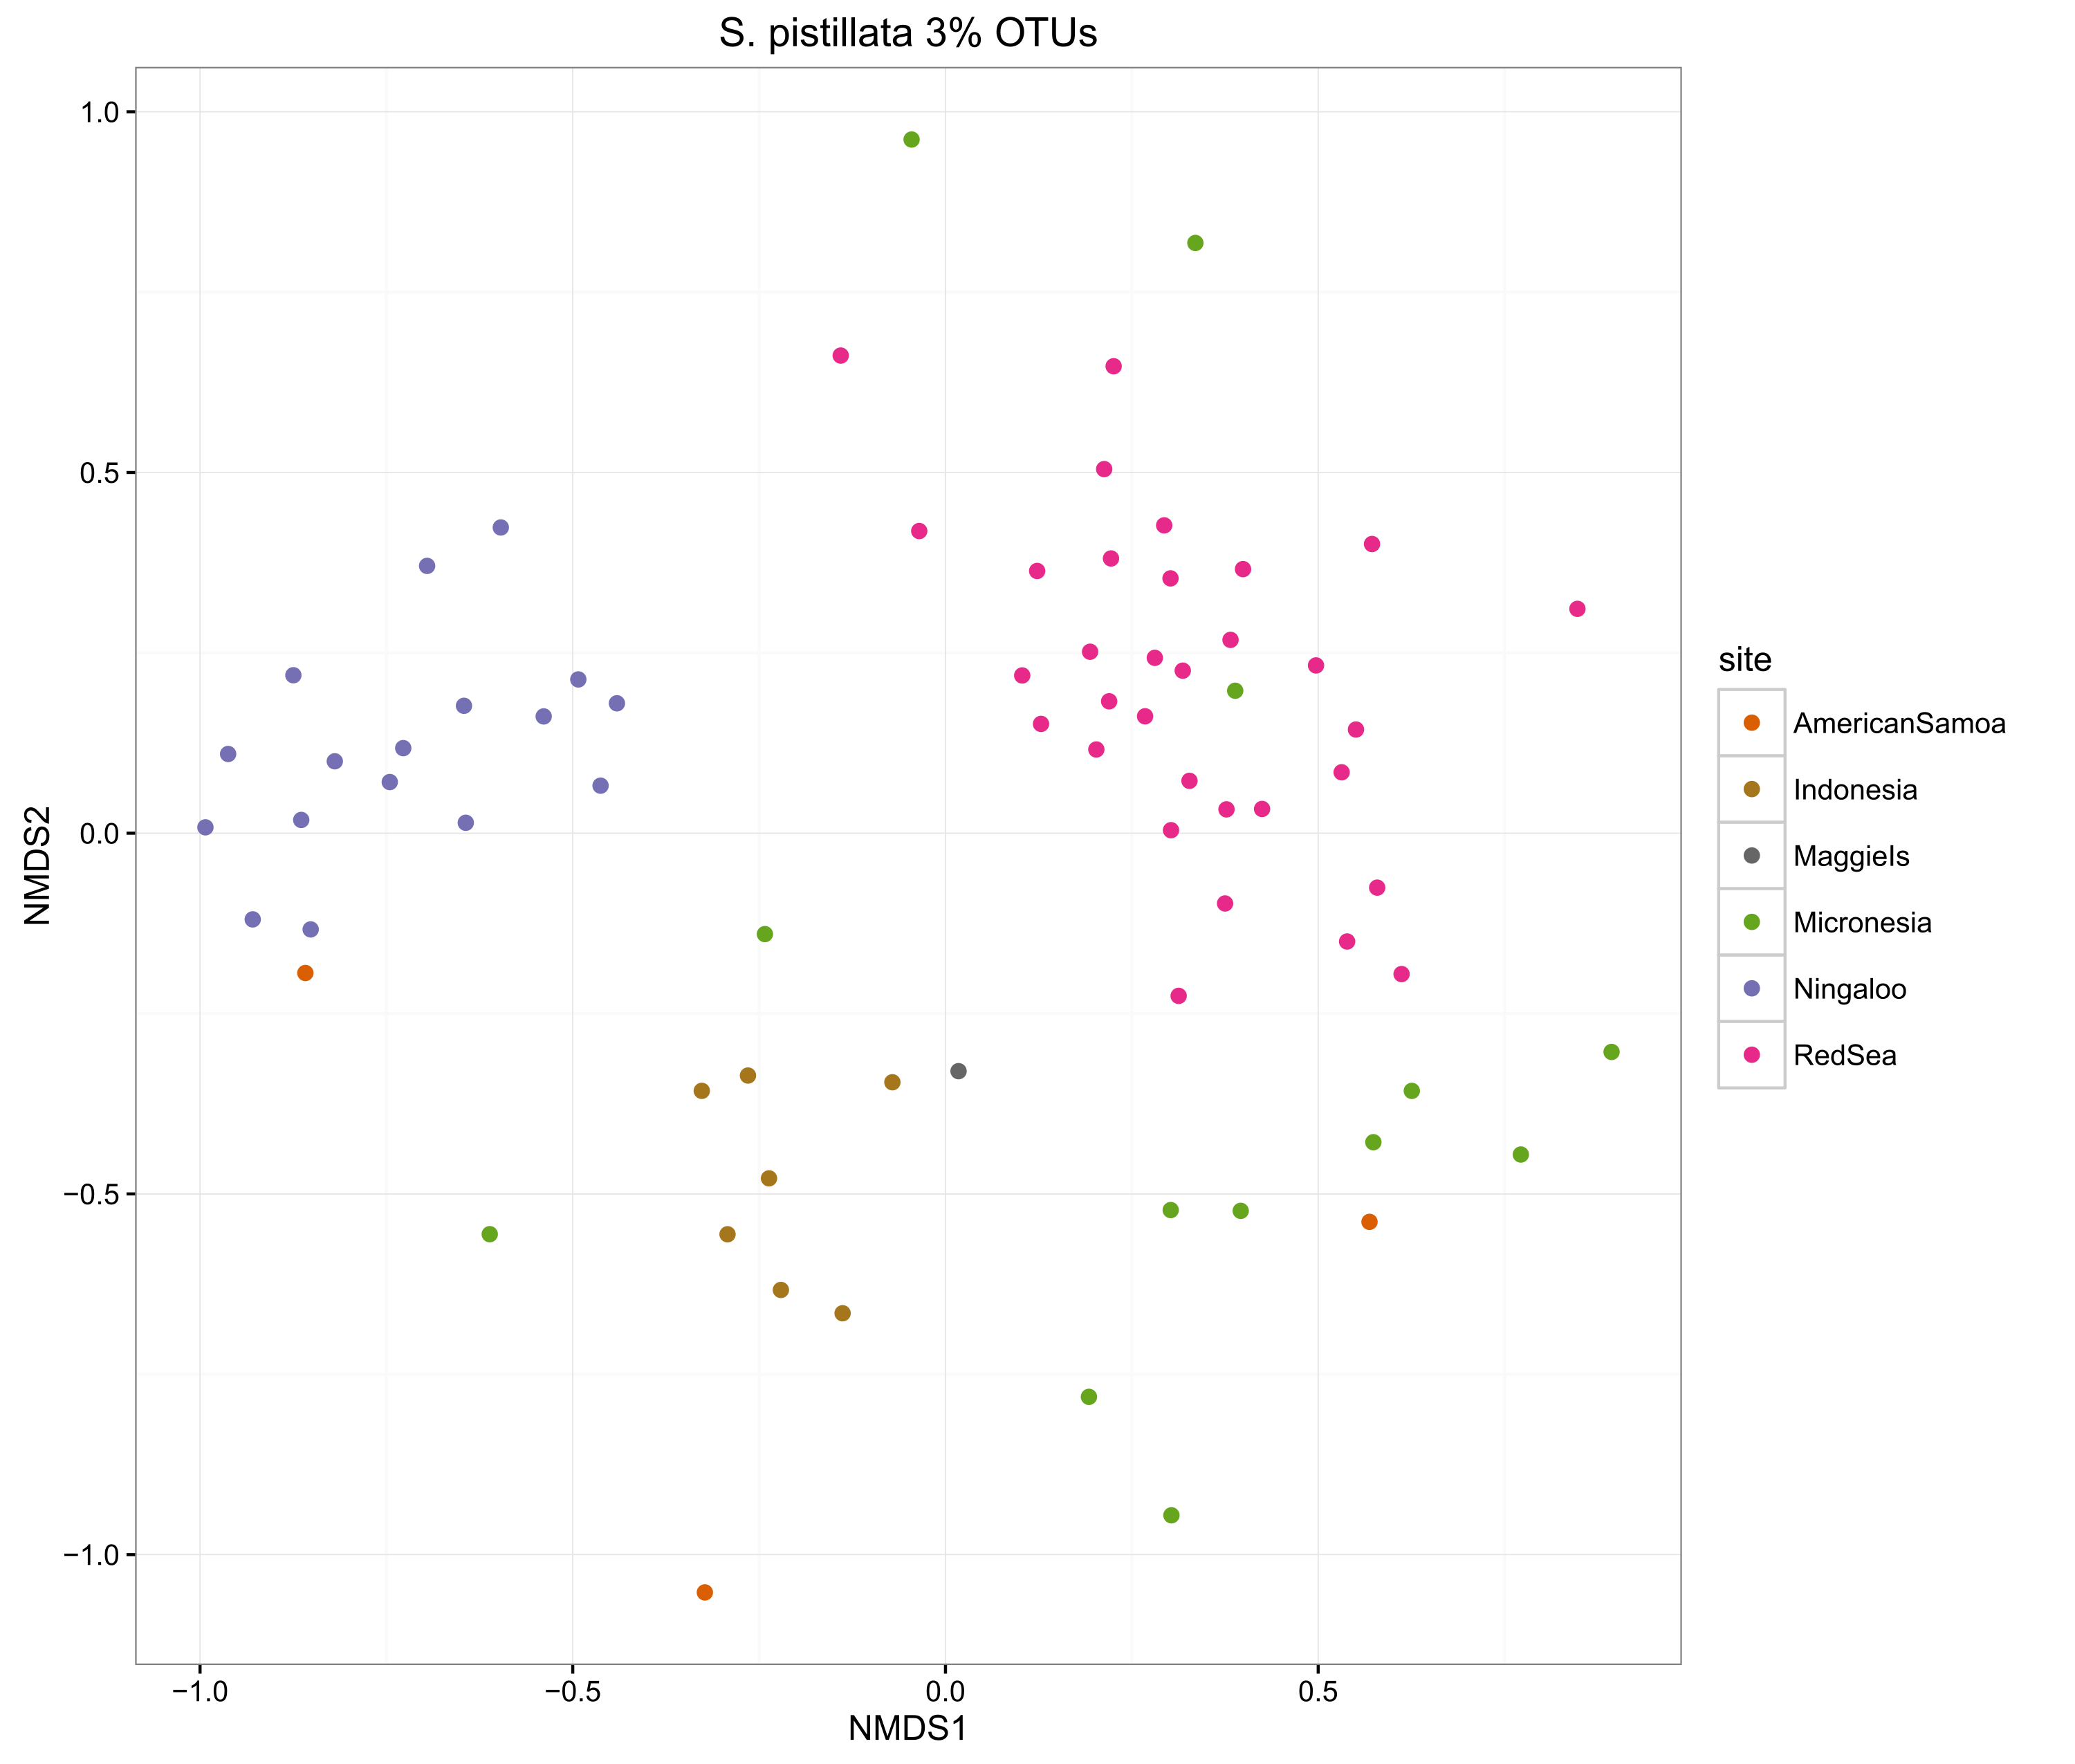 S. pistillata 3% OTUs
1.0
0.5
0.0
−0.5
−1.0
NMDS2
−1.0
−0.5
0.0
0.5
NMDS1
site
AmericanSamoa
Indonesia
MaggieIs
Micronesia
Ningaloo
RedSea